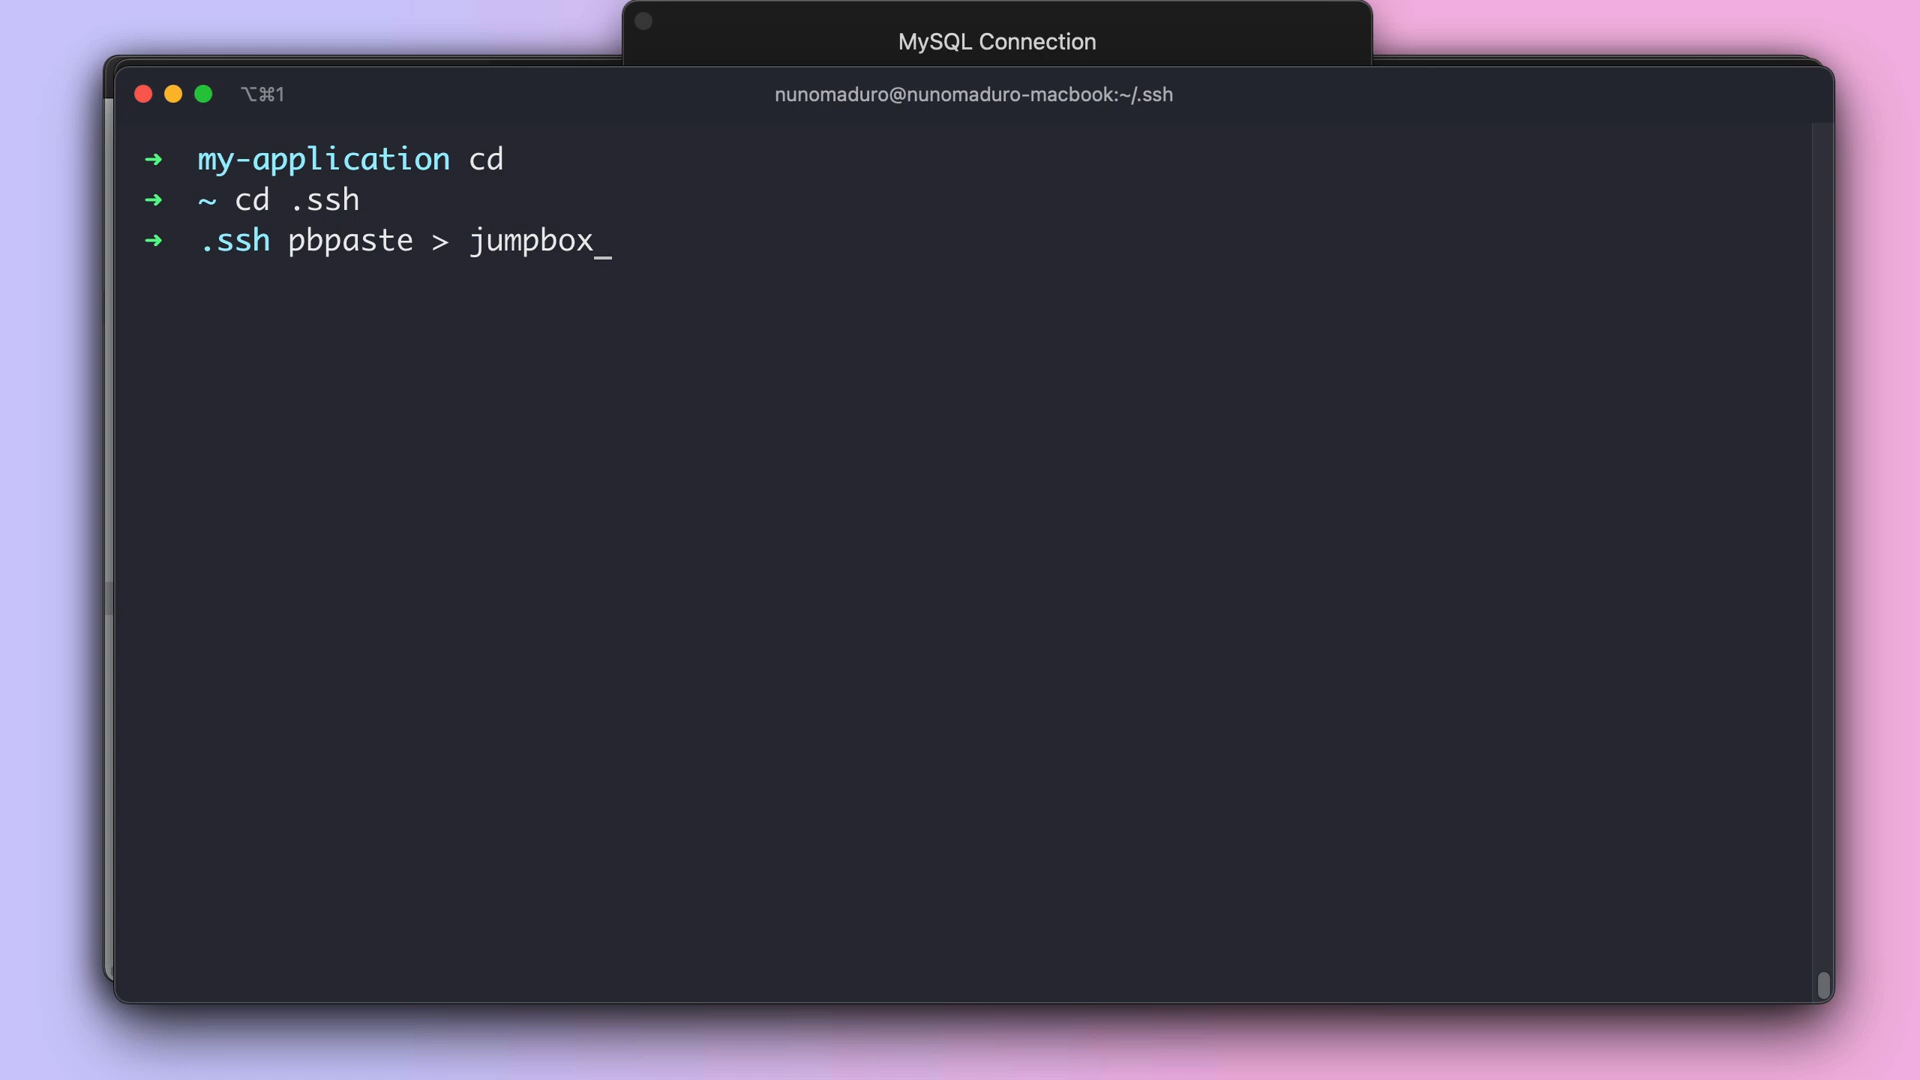 MySQL Connection
⌥⌘1
nunomaduro@nunomaduro-macbook:~/.ssh
➜ my-application cd
➜ ~ cd .ssh
➜ .ssh pbpaste > jumpbox_